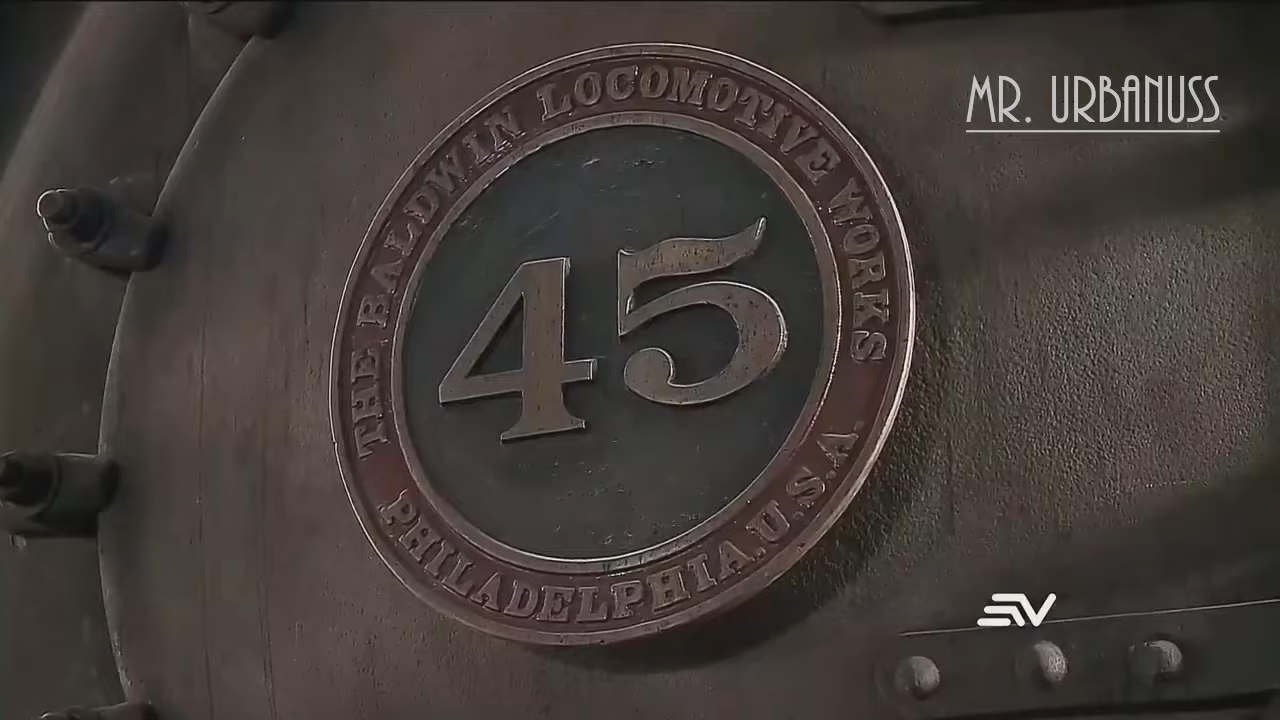 MR. URBANUSS
THE BALDWIN LOCOMOTIVE WORKS
45
PHILADELPHIA.U.S.A.